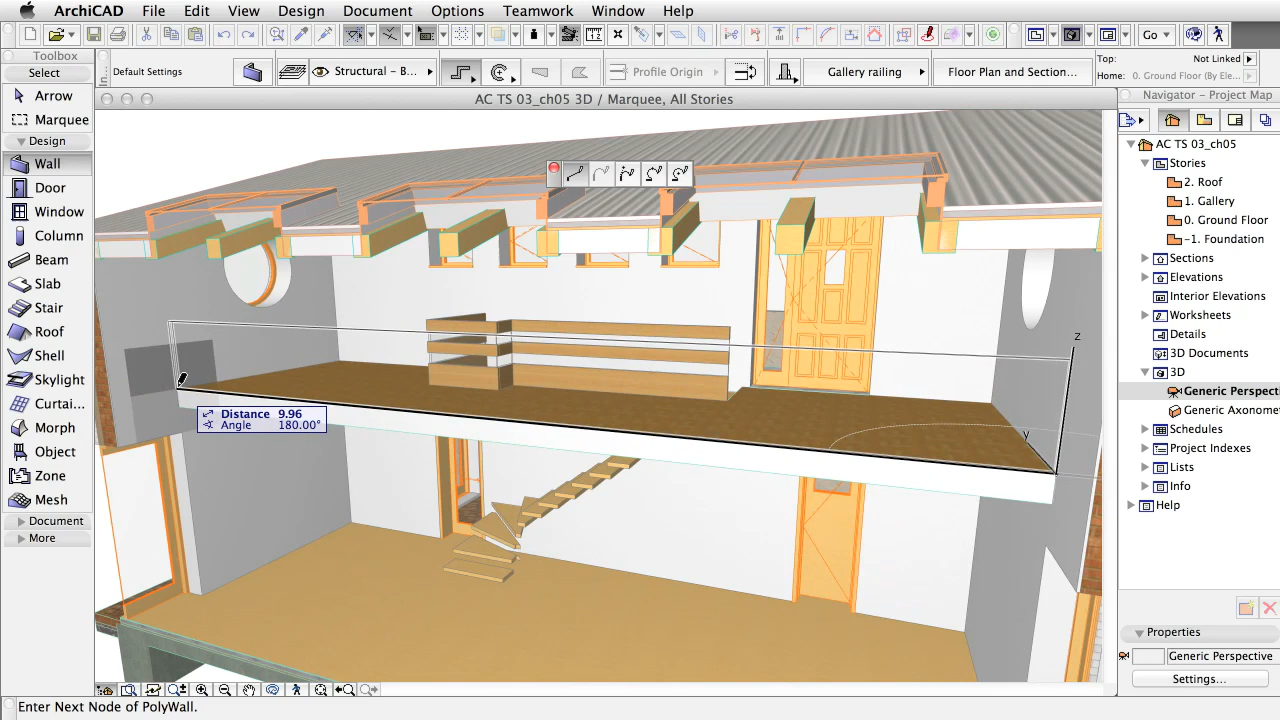 ArchiCAD File Edit View Design Document Options Teamwork Window Help
Go
Toolbox
Select
Arrow
Marquee
Design
Wall
Door
Window
Column
Beam
Slab
Stair
Roof
Shell
Skylight
Curtai...
Morph
Object
Zone
Mesh
Document
More
Default Settings
Structural - B...
Profile Origin
Gallery railing
Floor Plan and Section...
Top: Not Linked
Home: 0. Ground Floor (By Ele...
AC TS 03_ch05 3D / Marquee, All Stories
z
y
Distance 9.96
Angle 180.00°
Navigator - Project Map
AC TS 03_ch05
Stories
2. Roof
1. Gallery
0. Ground Floor
-1. Foundation
Sections
Elevations
Interior Elevations
Worksheets
Details
3D Documents
3D
Generic Perspect
Generic Axonome
Schedules
Project Indexes
Lists
Info
Help
Properties
Generic Perspective
Settings...
Enter Next Node of PolyWall.